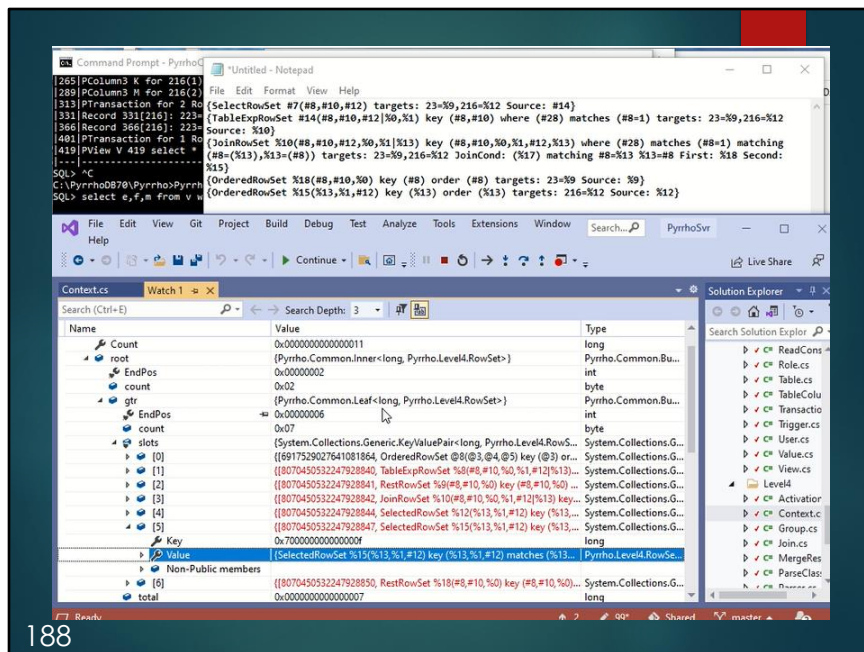 Command Prompt - PyrrhoC
|265|PColumn3 K for 216(1)
|289|PColumn3 M for 216(2)
|313|PTransaction for 2 Ro
|331|Record 331[216]: 223=
|366|Record 366[216]: 223=
|401|PTransaction for 1 Ro
|419|PView V 419 select *
|---|----------------------
SQL> ^C
C:\PyrrhoDB70\Pyrrho>Pyrrh
SQL> select e,f,m from v w
*Untitled - Notepad
File Edit Format View Help
{SelectRowSet #7(#8,#10,#12) targets: 23=%9,216=%12 Source: #14}
{TableExpRowSet #14(#8,#10,#12|%0,%1) key (#8,#10) where (#28) matches (#8=1) targets: 23=%9,216=%12
Source: %10}
{JoinRowSet %10(#8,#10,#12,%0,%1|%13) key (#8,#10,%0,%1,#12,%13) where (#28) matches (#8=1) matching
(#8=(%13),%13=(#8)) targets: 23=%9,216=%12 JoinCond: (%17) matching #8=%13 %13=#8 First: %18 Second:
%15}
{OrderedRowSet %18(#8,#10,%0) key (#8) order (#8) targets: 23=%9 Source: %9}
{OrderedRowSet %15(%13,%1,#12) key (%13) order (%13) targets: 216=%12 Source: %12}
File Edit View Git Project Build Debug Test Analyze Tools Extensions Window Search... PyrrhoSvr
Help
Continue
Live Share
Context.cs Watch 1
Search (Ctrl+E) Search Depth: 3
Name Value Type
Count 0x0000000000000011 long
root {Pyrrho.Common.Inner<long, Pyrrho.Level4.RowSet>} Pyrrho.Common.Bu...
EndPos 0x00000002 int
count 0x02 byte
gtr {Pyrrho.Common.Leaf<long, Pyrrho.Level4.RowSet>} Pyrrho.Common.Bu...
EndPos 0x00000006 int
count 0x07 byte
slots {System.Collections.Generic.KeyValuePair<long, Pyrrho.Level4.RowS... System.Collections.G...
[0] {[6917529027641081864, OrderedRowSet @8(@3,@4,@5) key (@3) or... System.Collections.G...
[1] {[8070450532247928840, TableExpRowSet %8(#8,#10,%0,%1,#12|%13)... System.Collections.G...
[2] {[8070450532247928841, RestRowSet %9(#8,#10,%0) key (#8,#10,%0) ... System.Collections.G...
[3] {[8070450532247928842, JoinRowSet %10(#8,#10,%0,%1,#12|%13) key... System.Collections.G...
[4] {[8070450532247928844, SelectedRowSet %12(%13,%1,#12) key (%13,... System.Collections.G...
[5] {[8070450532247928847, SelectedRowSet %15(%13,%1,#12) key (%13,... System.Collections.G...
Key 0x700000000000000f long
Value {SelectedRowSet %15(%13,%1,#12) key (%13,%1,#12) matches (%13... Pyrrho.Level4.RowSe...
Non-Public members
[6] {[8070450532247928850, RestRowSet %18(#8,#10,%0) key (#8,#10,%0)... System.Collections.G...
total 0x0000000000000007 long
Solution Explorer
Search Solution Explor
C# ReadCons
C# Role.cs
C# Table.cs
C# TableColu
C# Transactio
C# Trigger.cs
C# User.cs
C# Value.cs
C# View.cs
Level4
C# Activation
C# Context.c
C# Group.cs
C# Join.cs
C# MergeRes
C# ParseClas
Ready 2 99+ Shared master
188